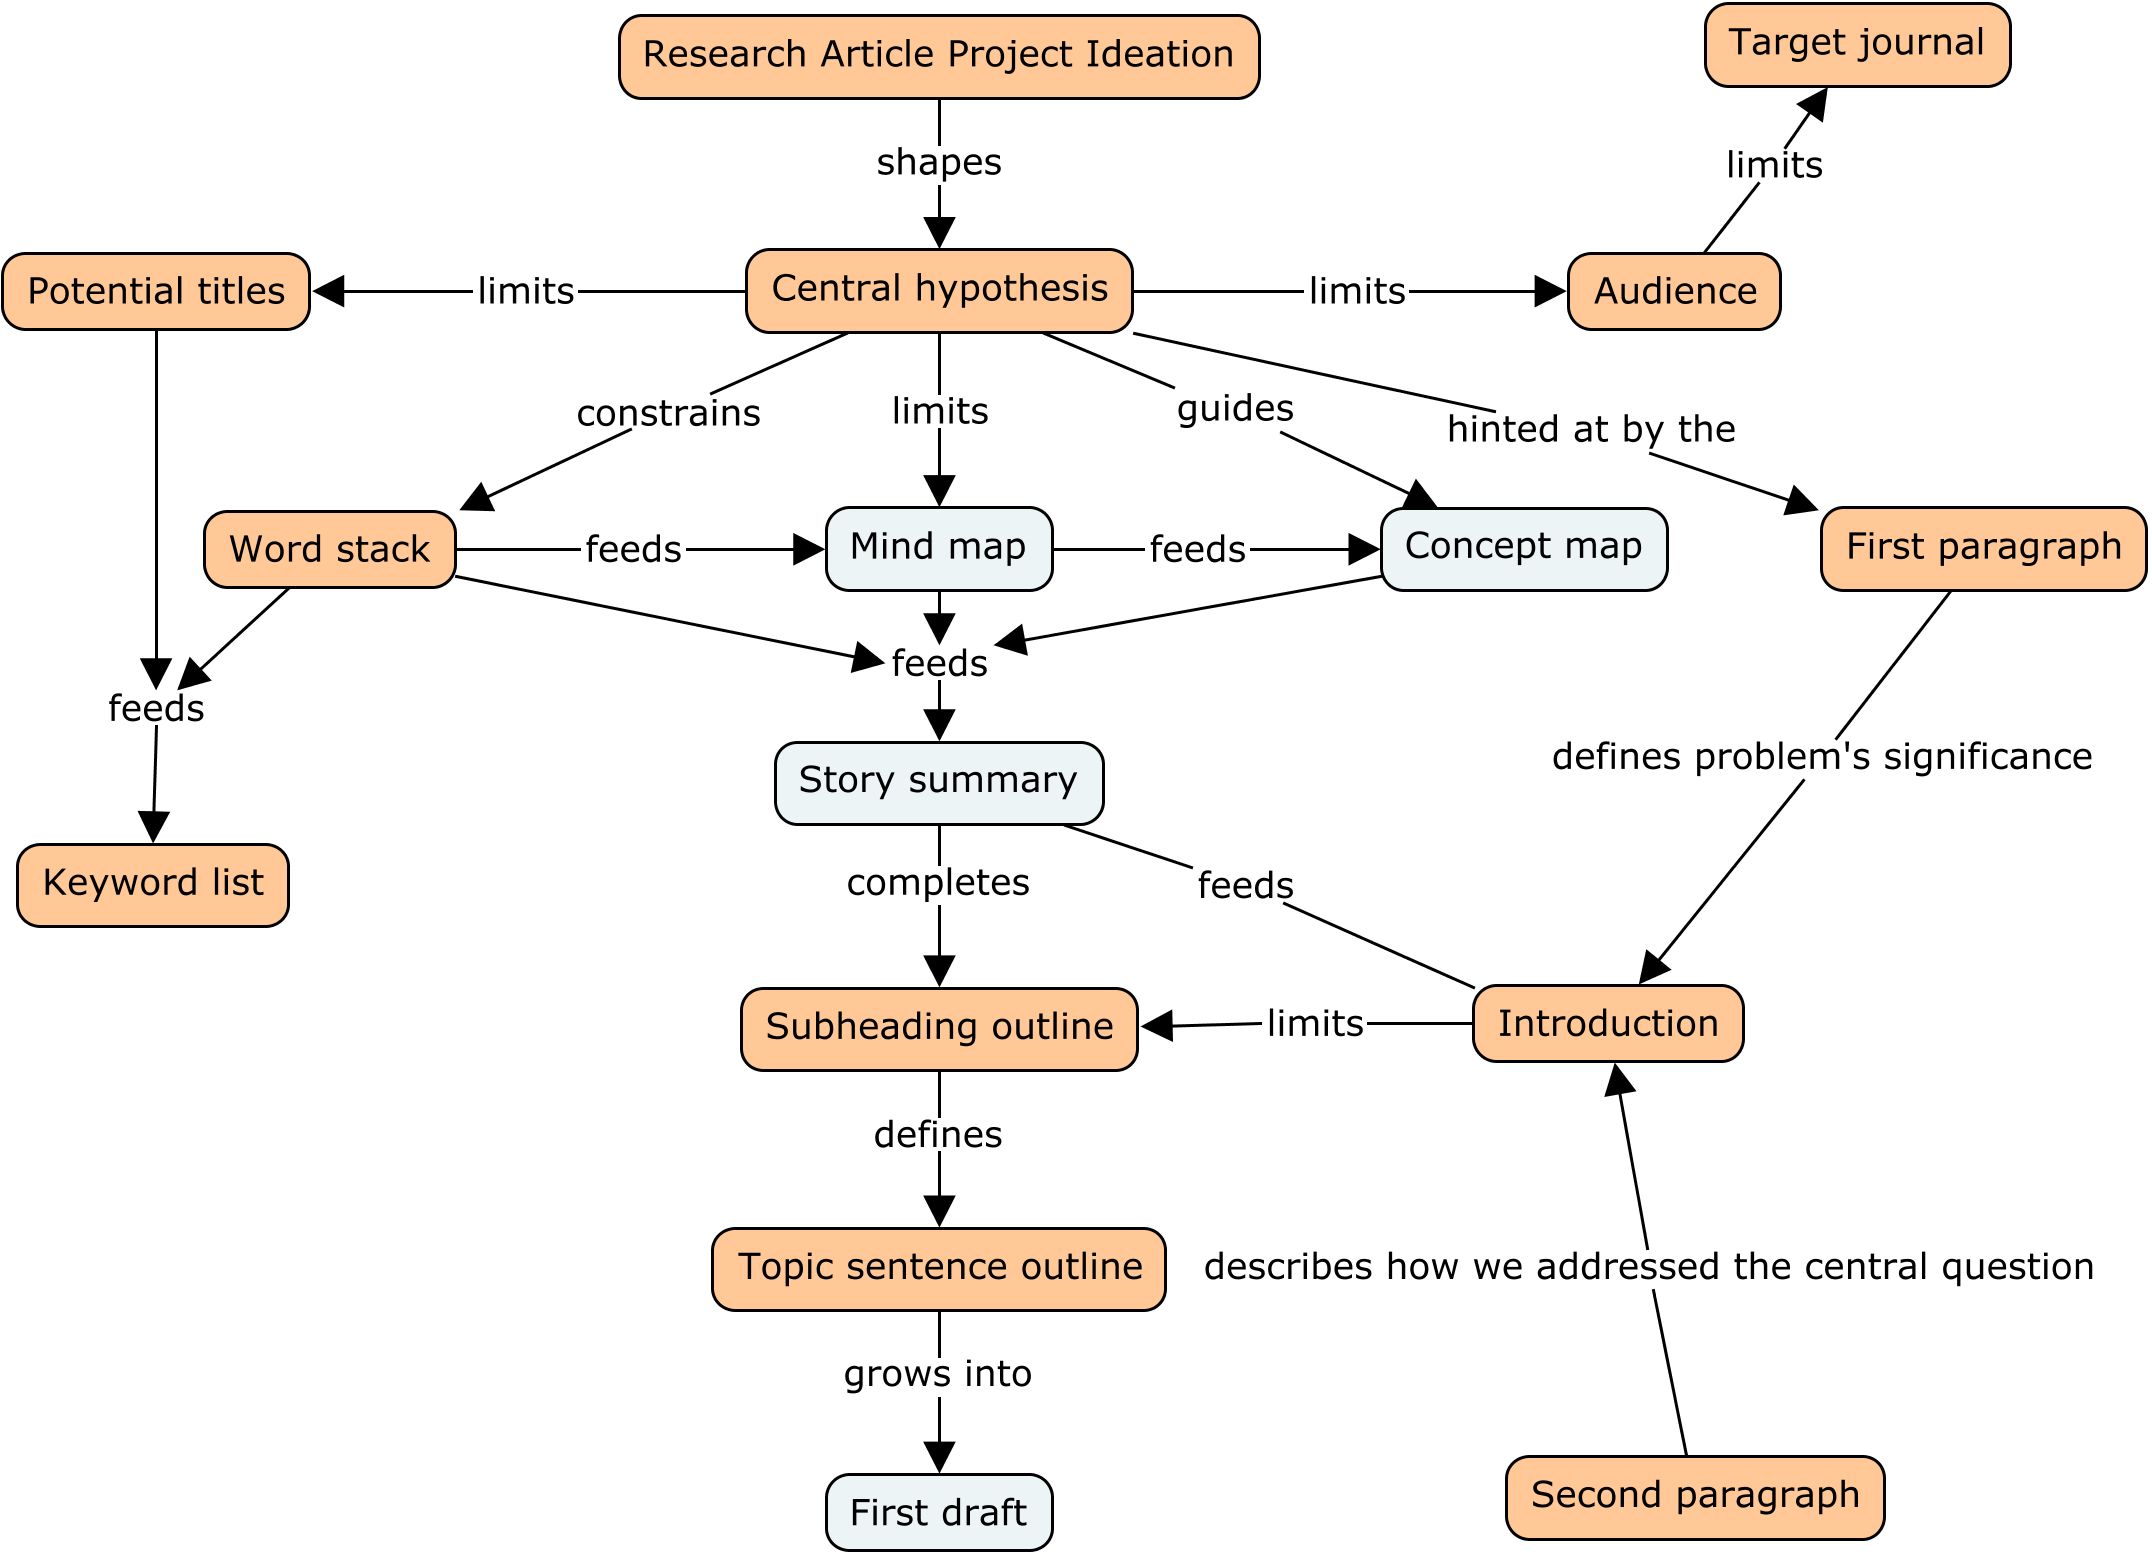 Research Article Project Ideation
Target journal
shapes
limits
Potential titles
limits
Central hypothesis
limits
Audience
constrains
limits
guides
hinted at by the
Word stack
feeds
Mind map
feeds
Concept map
First paragraph
feeds
feeds
defines problem's significance
Story summary
Keyword list
completes
feeds
Subheading outline
limits
Introduction
defines
Topic sentence outline
describes how we addressed the central question
grows into
First draft
Second paragraph